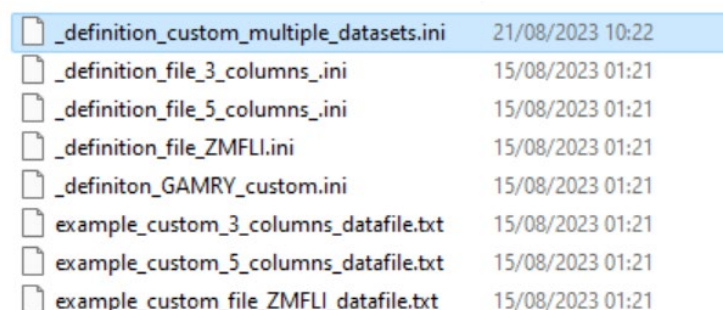 _definition_custom_multiple_datasets.ini 21/08/2023 10:22
_definition_file_3_columns_.ini 15/08/2023 01:21
_definition_file_5_columns_.ini 15/08/2023 01:21
_definition_file_ZMFLI.ini 15/08/2023 01:21
_definiton_GAMRY_custom.ini 15/08/2023 01:21
example_custom_3_columns_datafile.txt 15/08/2023 01:21
example_custom_5_columns_datafile.txt 15/08/2023 01:21
example_custom_file_ZMFLI_datafile.txt 15/08/2023 01:21